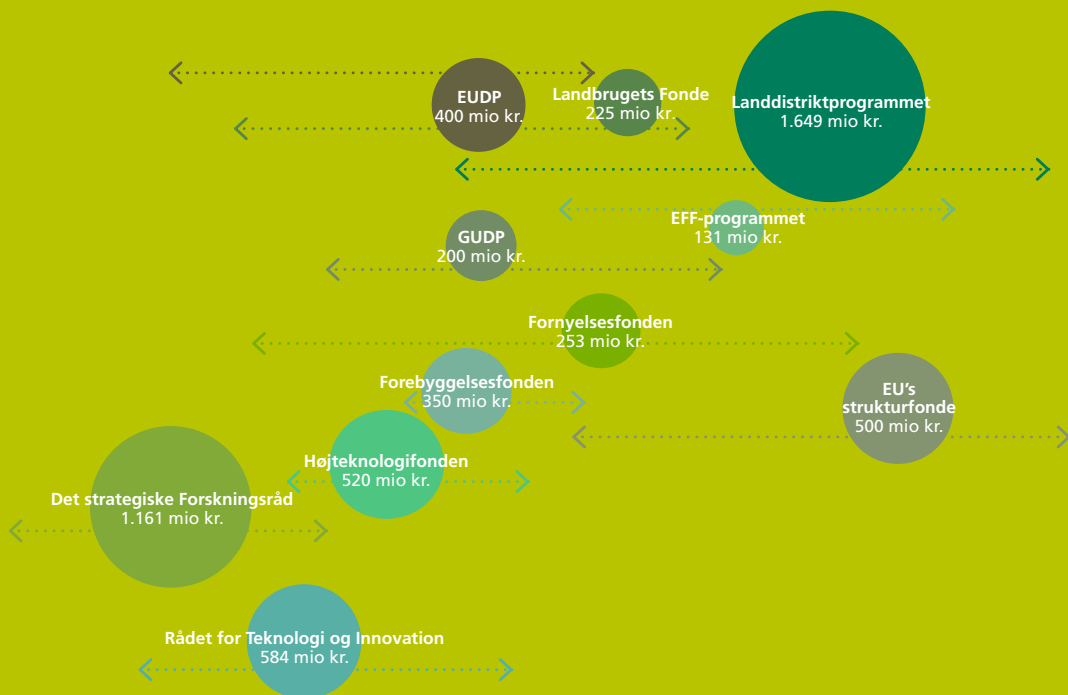 EUDP
400 mio kr.
Landbrugets Fonde
225 mio kr.
Landdistriktprogrammet
1.649 mio kr.
EFF-programmet
131 mio kr.
GUDP
200 mio kr.
Fornyelsesfonden
253 mio kr.
Forebyggelsesfonden
350 mio kr.
EU’s
strukturfonde
500 mio kr.
Højteknologifonden
520 mio kr.
Det strategiske Forskningsråd
1.161 mio kr.
Rådet for Teknologi og Innovation
584 mio kr.